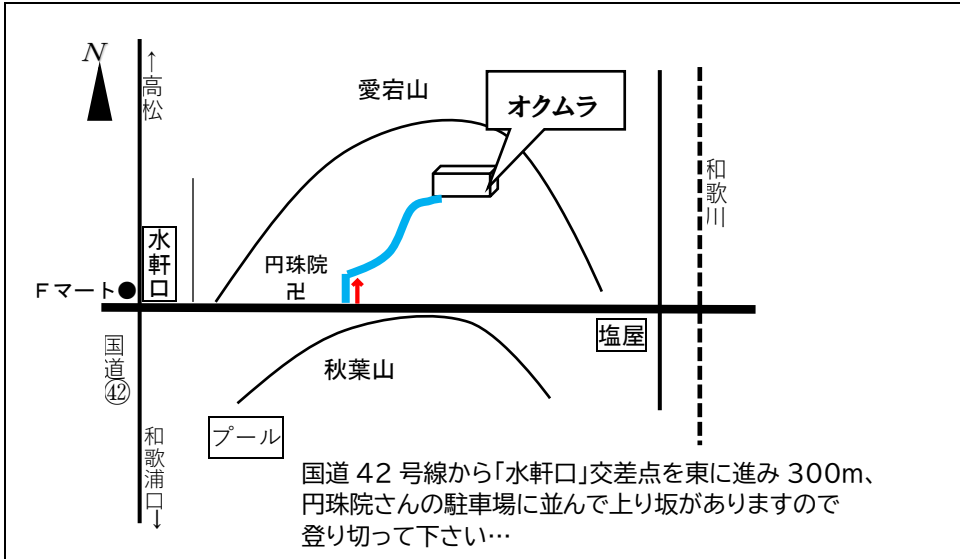 N
↑高松
愛宕山
オクムラ
和歌川
水軒口
円珠院
卍
Fマート●
塩屋
国道㊷
秋葉山
プール
和歌浦口↓
国道 42 号線から「水軒口」交差点を東に進み 300m、
円珠院さんの駐車場に並んで上り坂がありますので
登り切って下さい…